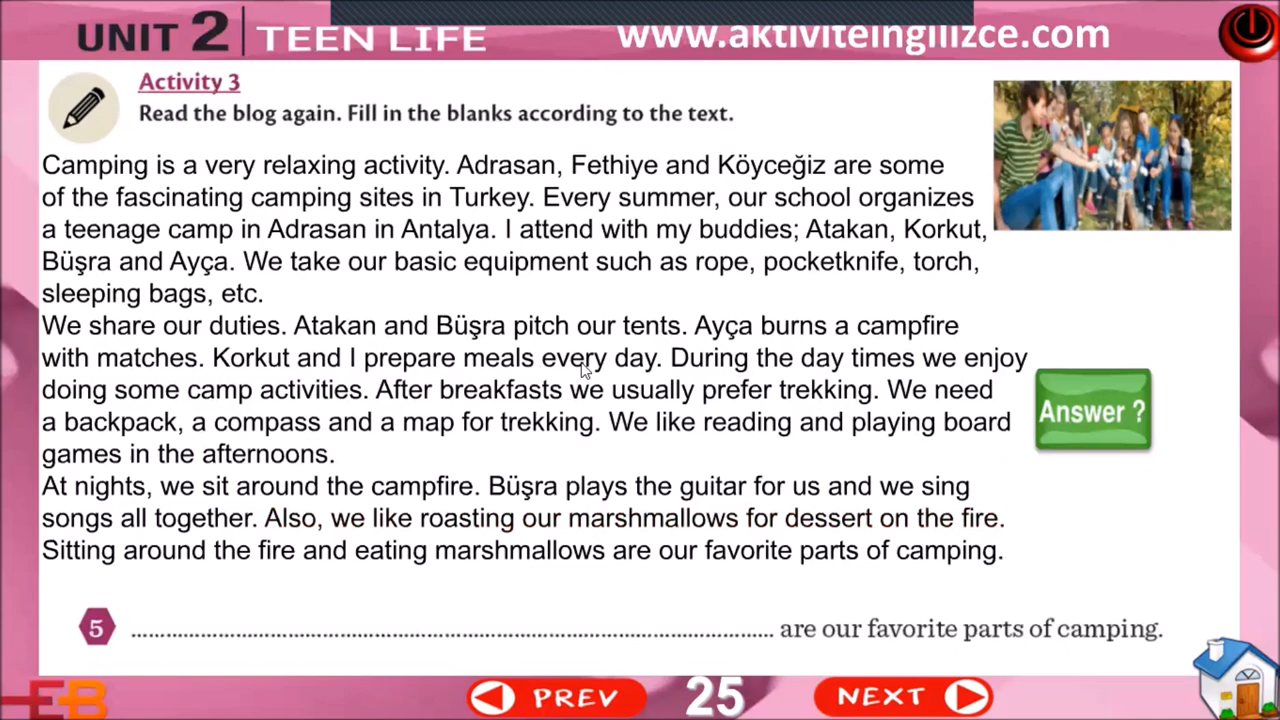 UNIT 2 TEEN LIFE www.aktiviteingilizce.com
Activity 3
Read the blog again. Fill in the blanks according to the text.
Camping is a very relaxing activity. Adrasan, Fethiye and Köyceğiz are some
of the fascinating camping sites in Turkey. Every summer, our school organizes
a teenage camp in Adrasan in Antalya. I attend with my buddies; Atakan, Korkut,
Büşra and Ayça. We take our basic equipment such as rope, pocketknife, torch,
sleeping bags, etc.
We share our duties. Atakan and Büşra pitch our tents. Ayça burns a campfire
with matches. Korkut and I prepare meals every day. During the day times we enjoy
doing some camp activities. After breakfasts we usually prefer trekking. We need
a backpack, a compass and a map for trekking. We like reading and playing board
games in the afternoons.
At nights, we sit around the campfire. Büşra plays the guitar for us and we sing
songs all together. Also, we like roasting our marshmallows for dessert on the fire.
Sitting around the fire and eating marshmallows are our favorite parts of camping.
Answer ?
5 ........................................................................................ are our favorite parts of camping.
EB
PREV 25 NEXT